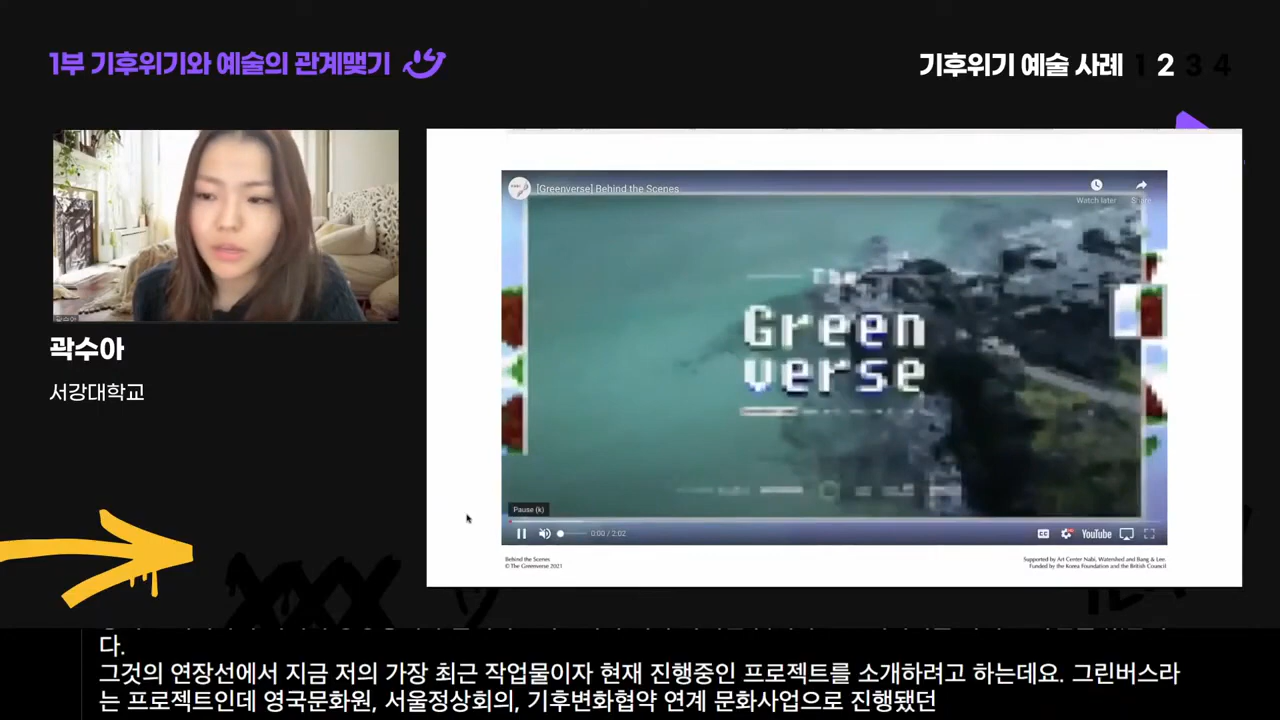 1부 기후위기와 예술의 관계맺기
기후위기 예술 사례 1 2 3 4
곽수아
서강대학교
[Greenverse] Behind the Scenes
Watch later
Share
The
Green
verse
Pause (k)
0:00 / 2:02
CC
YouTube
Behind the Scenes
© The Greenverse 2021
Supported by Art Center Nabi, Watershed and Bang & Lee.
Funded by the Korea Foundation and the British Council
다.
그것의 연장선에서 지금 저의 가장 최근 작업물이자 현재 진행중인 프로젝트를 소개하려고 하는데요. 그린버스라
는 프로젝트인데 영국문화원, 서울정상회의, 기후변화협약 연계 문화사업으로 진행됐던